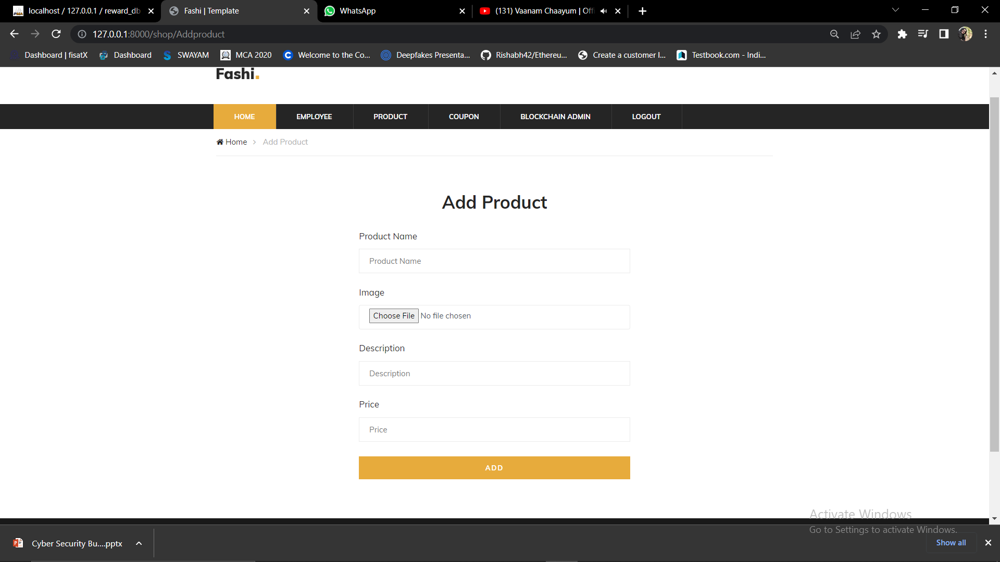 localhost / 127.0.0.1 / reward_db
Fashi | Template
WhatsApp
(131) Vaanam Chaayum | Offi
127.0.0.1:8000/shop/Addproduct
Dashboard | fisatX
Dashboard
SWAYAM
MCA 2020
Welcome to the Co...
Deepfakes Presenta...
Rishabh42/Ethereu...
Create a customer I...
Testbook.com - Indi...
Fashi.
HOME
EMPLOYEE
PRODUCT
COUPON
BLOCKCHAIN ADMIN
LOGOUT
Home > Add Product
Add Product
Product Name
Product Name
Image
Choose File No file chosen
Description
Description
Price
Price
ADD
Activate Windows
Go to Settings to activate Windows.
Cyber Security Bu....pptx
Show all